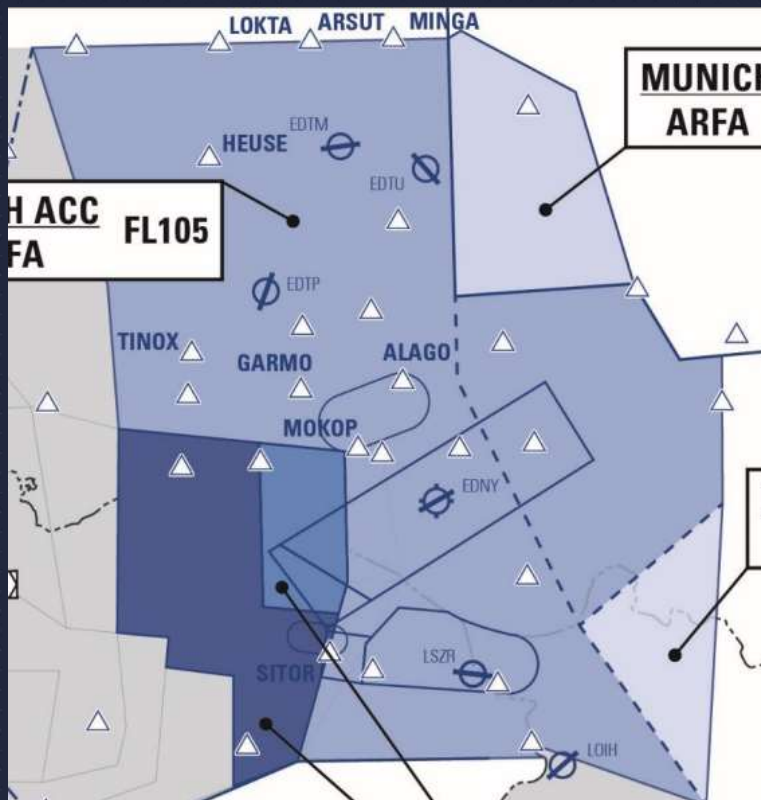 LOKTA
ARSUT
MINGA
MUNICH
ARFA
EDTM
HEUSE
EDTU
H ACC
FA
FL105
EDTP
TINOX
GARMO
ALAGO
MOKOP
EDNY
SITOR
LSZR
LOIH